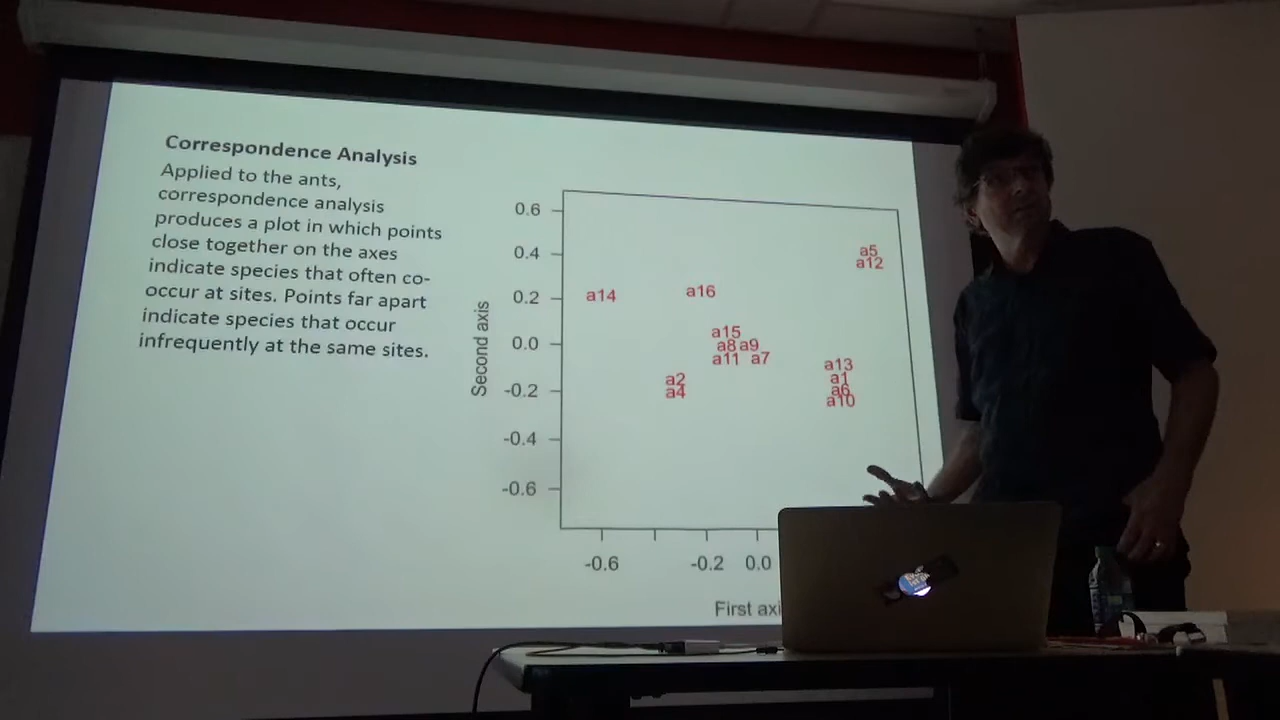 Correspondence Analysis
Applied to the ants,
correspondence analysis
produces a plot in which points
close together on the axes
indicate species that often co-
occur at sites. Points far apart
indicate species that occur
infrequently at the same sites.
Second axis
0.6
0.4
0.2
0.0
-0.2
-0.4
-0.6
a5
a12
a14
a16
a15
a8 a9
a11 a7
a13
a2
a1
a4
a6
a10
-0.6 -0.2 0.0
First axi